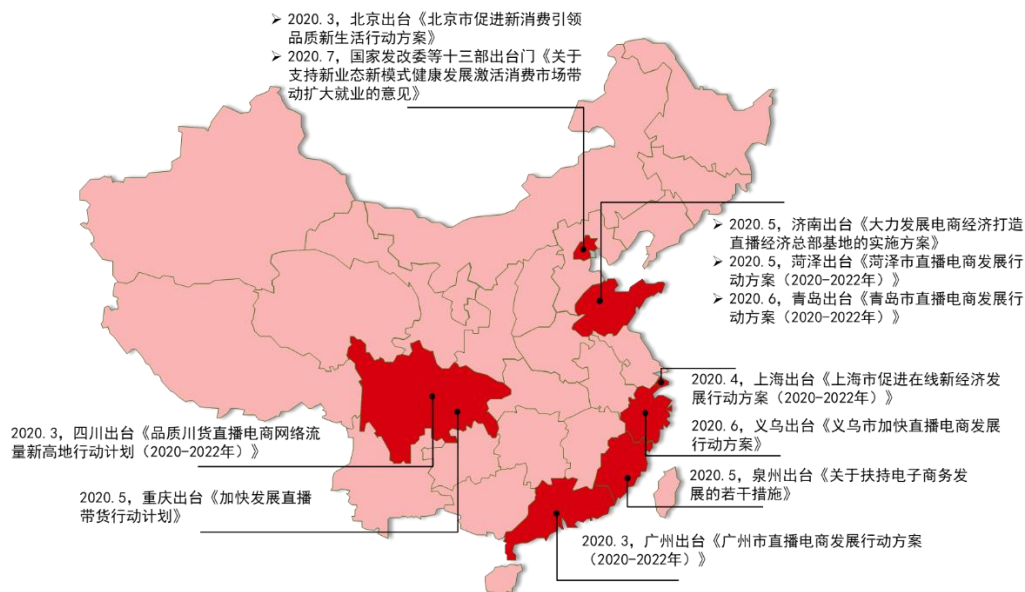 ➢ 2020.3，北京出台《北京市促进新消费引领
品质新生活行动方案》
➢ 2020.7，国家发改委等十三部出台门《关于
支持新业态新模式健康发展激活消费市场带
动扩大就业的意见》
➢ 2020.5，济南出台《大力发展电商经济打造
直播经济总部基地的实施方案》
➢ 2020.5，菏泽出台《菏泽市直播电商发展行
动方案（2020-2022年）》
➢ 2020.6，青岛出台《青岛市直播电商发展行
动方案（2020-2022年）》
2020.4，上海出台《上海市促进在线新经济发
展行动方案（2020-2022年）》
2020.6，义乌出台《义乌市加快直播电商发展
行动方案》
2020.3，四川出台《品质川货直播电商网络流
量新高地行动计划（2020-2022年）》
2020.5，泉州出台《关于扶持电子商务发
展的若干措施》
2020.5，重庆出台《加快发展直播
带货行动计划》
2020.3，广州出台《广州市直播电商发展行动方案
（2020-2022年）》